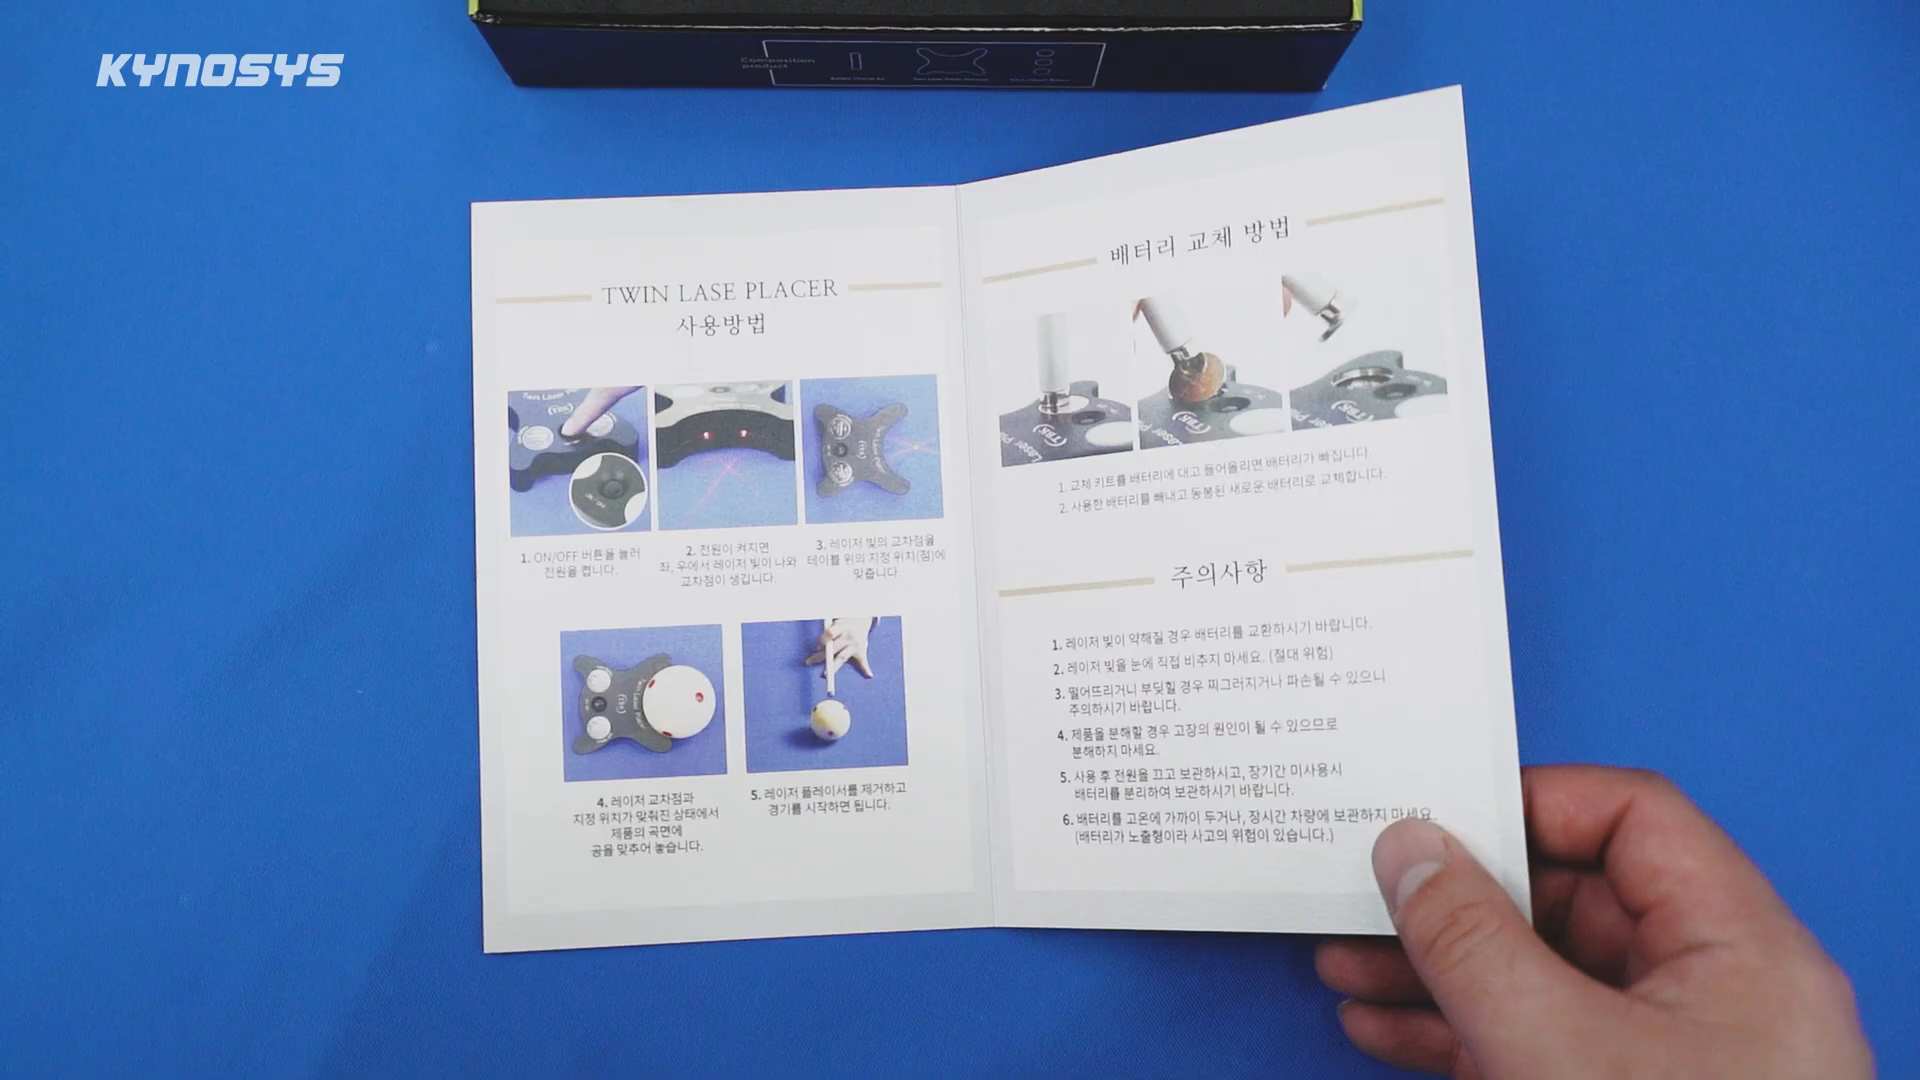 KYNOSYS
Composition
product
TWIN LASE PLACER
사용방법
1. ON/OFF 버튼을 눌러
전원을 켭니다.
2. 전원이 켜지면
좌, 우에서 레이저 빛이 나와
교차점이 생깁니다.
3. 레이저 빛의 교차점을
테이블 위의 지정 위치(점)에
맞춥니다.
4. 레이저 교차점과
지정 위치가 맞춰진 상태에서
제품의 곡면에
공을 맞추어 놓습니다.
5. 레이저 플레이서를 제거하고
경기를 시작하면 됩니다.
배터리 교체 방법
1. 교체 키트를 배터리에 대고 들어올리면 배터리가 빠집니다.
2. 사용한 배터리를 빼내고 동봉된 새로운 배터리로 교체합니다.
주의사항
1. 레이저 빛이 약해질 경우 배터리를 교환하시기 바랍니다.
2. 레이저 빛을 눈에 직접 비추지 마세요. (절대 위험)
3. 떨어뜨리거나 부딪힐 경우 찌그러지거나 파손될 수 있으니
주의하시기 바랍니다.
4. 제품을 분해할 경우 고장의 원인이 될 수 있으므로
분해하지 마세요.
5. 사용 후 전원을 끄고 보관하시고, 장기간 미사용시
배터리를 분리하여 보관하시기 바랍니다.
6. 배터리를 고온에 가까이 두거나, 장시간 차량에 보관하지 마세요.
(배터리가 노출형이라 사고의 위험이 있습니다.)